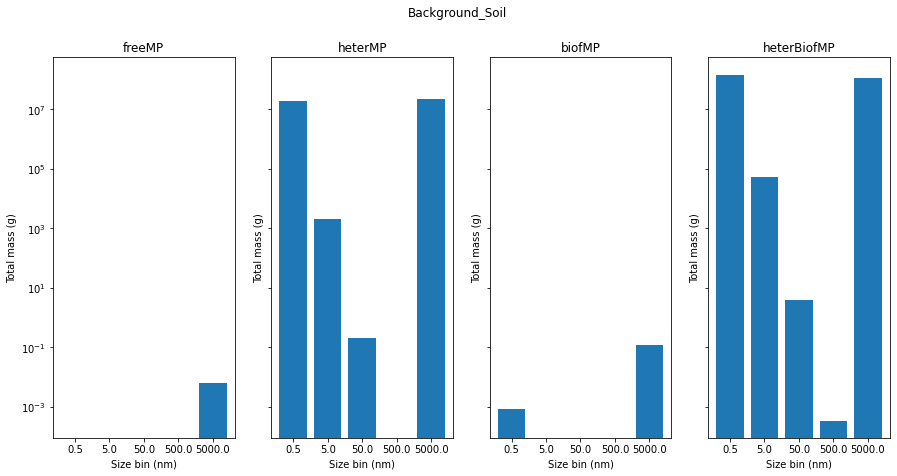 Background_Soil
freeMP
heterMP
biofMP
heterBiofMP
Total mass (g)
10^7
10^5
10^3
10^1
10^-1
10^-3
0.5 5.0 50.0 500.0 5000.0
Size bin (nm)
Total mass (g)
0.5 5.0 50.0 500.0 5000.0
Size bin (nm)
Total mass (g)
0.5 5.0 50.0 500.0 5000.0
Size bin (nm)
Total mass (g)
0.5 5.0 50.0 500.0 5000.0
Size bin (nm)